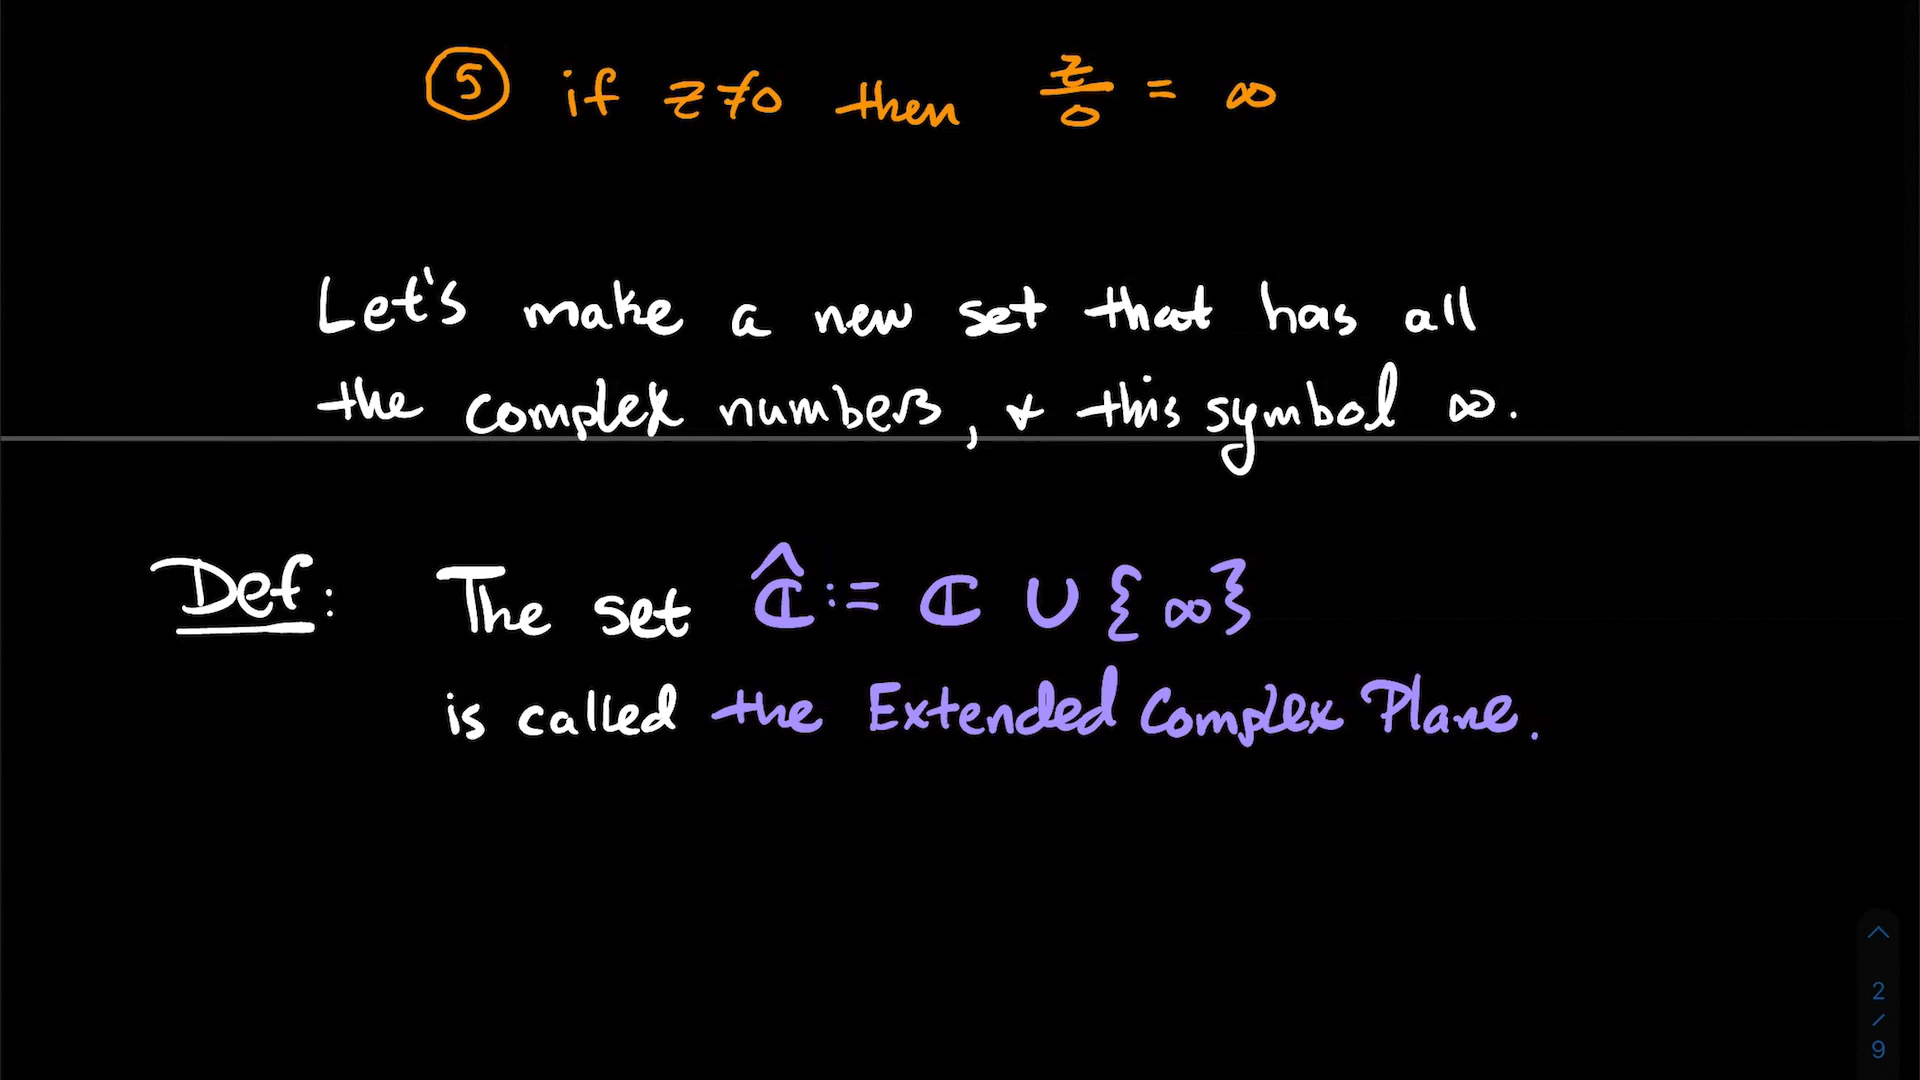 ⑤ if z≠0 then z/0 = ∞
Let's make a new set that has all
the complex numbers, & this symbol ∞.
Def: The set Ĉ := ℂ ∪ {∞}
is called the Extended Complex Plane.
2
/
9